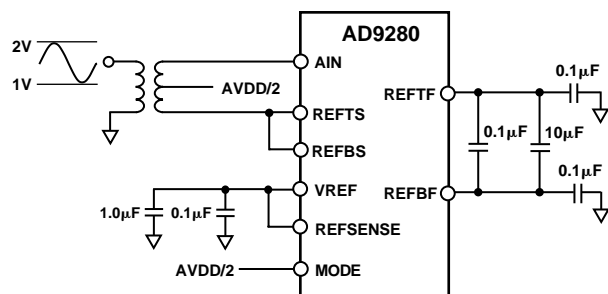 AD9280
2V
1V
AIN
AVDD/2
REFTS
REFBS
VREF
1.0µF
0.1µF
REFSENSE
AVDD/2
MODE
REFTF
0.1µF
0.1µF
10µF
REFBF
0.1µF